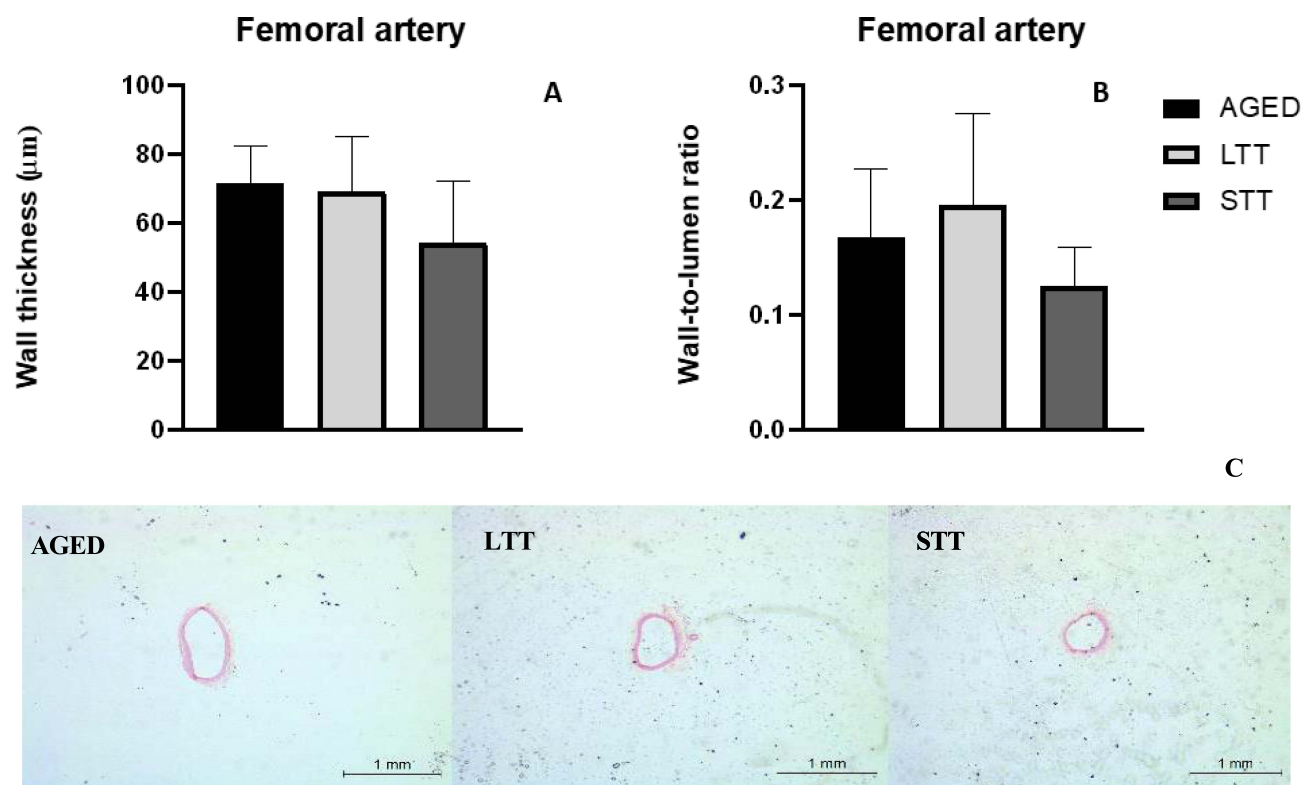 Femoral artery
A
Wall thickness (μm)
100
80
60
40
20
0
Femoral artery
B
Wall-to-lumen ratio
0.3
0.2
0.1
0.0
AGED
LTT
STT
C
AGED
1 mm
LTT
1 mm
STT
1 mm